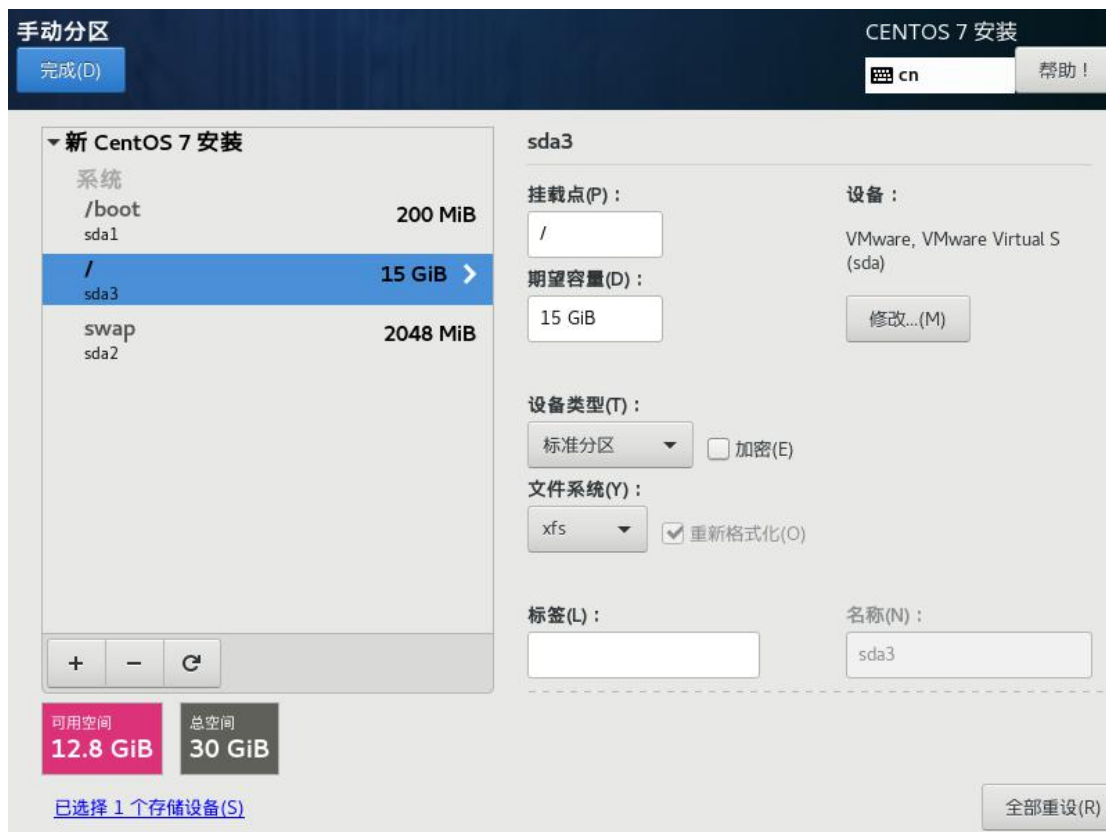 手动分区
CENTOS 7 安装
完成(D)
cn
帮助！
新 CentOS 7 安装
系统
/boot
200 MiB
sda1
/
15 GiB
sda3
swap
2048 MiB
sda2
+ −
可用空间
12.8 GiB
总空间
30 GiB
已选择 1 个存储设备(S)
sda3
挂载点(P)：
/
期望容量(D)：
15 GiB
设备：
VMware, VMware Virtual S
(sda)
修改...(M)
设备类型(T)：
标准分区
加密(E)
文件系统(Y)：
xfs
重新格式化(O)
标签(L)：
名称(N)：
sda3
全部重设(R)